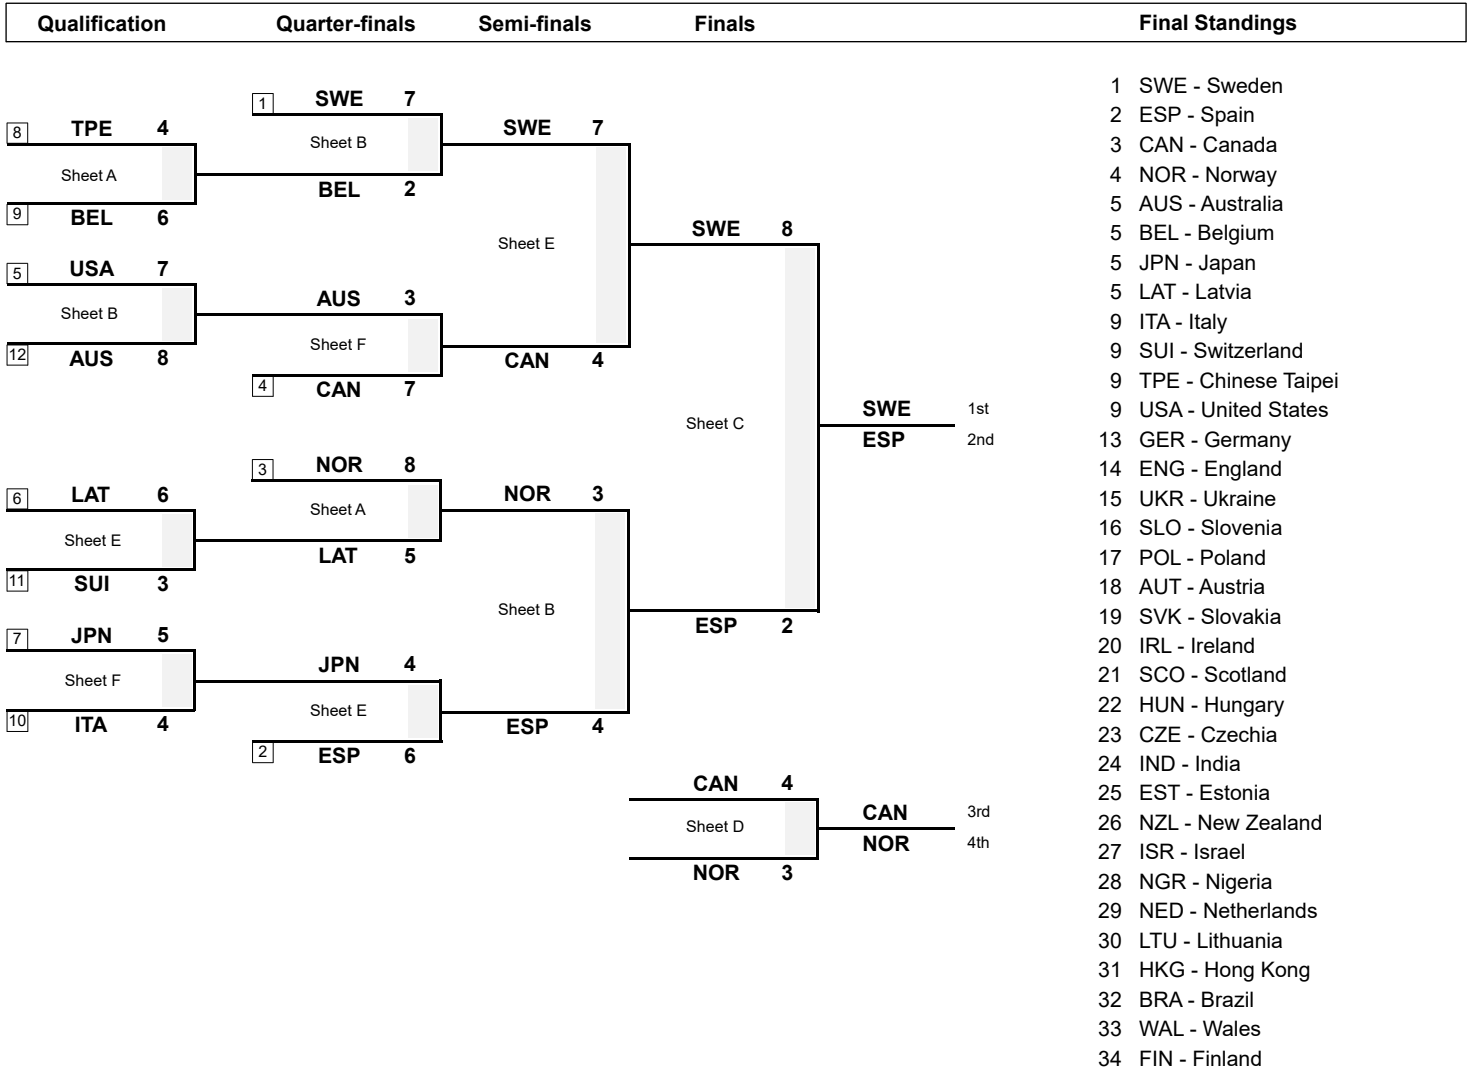 Qualification Quarter-finals Semi-finals Finals Final Standings
1 SWE 7
8 TPE 4
Sheet B
SWE 7
Sheet A
BEL 2
9 BEL 6
SWE 8
Sheet E
5 USA 7
AUS 3
Sheet B
Sheet F
12 AUS 8
CAN 4
4 CAN 7
Sheet C
SWE 1st
ESP 2nd
3 NOR 8
6 LAT 6
NOR 3
Sheet A
Sheet E
LAT 5
11 SUI 3
Sheet B
ESP 2
7 JPN 5
JPN 4
Sheet F
Sheet E
10 ITA 4
ESP 4
2 ESP 6
CAN 4
CAN 3rd
Sheet D
NOR 4th
NOR 3
1 SWE - Sweden
2 ESP - Spain
3 CAN - Canada
4 NOR - Norway
5 AUS - Australia
5 BEL - Belgium
5 JPN - Japan
5 LAT - Latvia
9 ITA - Italy
9 SUI - Switzerland
9 TPE - Chinese Taipei
9 USA - United States
13 GER - Germany
14 ENG - England
15 UKR - Ukraine
16 SLO - Slovenia
17 POL - Poland
18 AUT - Austria
19 SVK - Slovakia
20 IRL - Ireland
21 SCO - Scotland
22 HUN - Hungary
23 CZE - Czechia
24 IND - India
25 EST - Estonia
26 NZL - New Zealand
27 ISR - Israel
28 NGR - Nigeria
29 NED - Netherlands
30 LTU - Lithuania
31 HKG - Hong Kong
32 BRA - Brazil
33 WAL - Wales
34 FIN - Finland